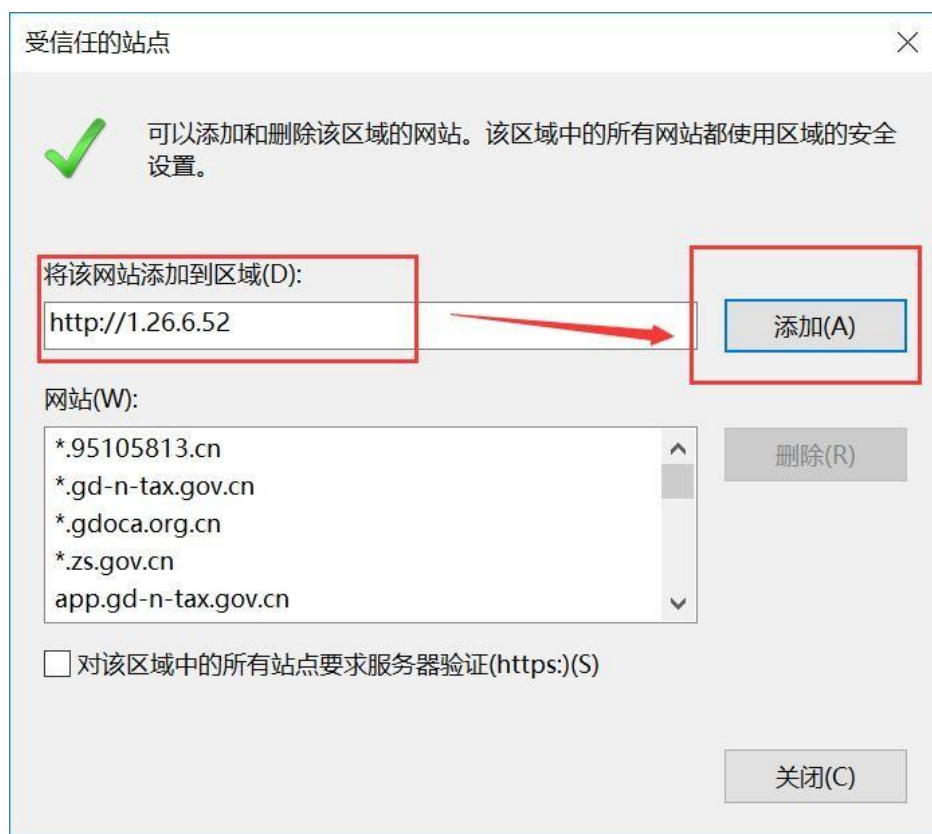 受信任的站点
可以添加和删除该区域的网站。该区域中的所有网站都使用区域的安全
设置。
将该网站添加到区域(D):
http://1.26.6.52
添加(A)
网站(W):
*.95105813.cn
*.gd-n-tax.gov.cn
*.gdoca.org.cn
*.zs.gov.cn
app.gd-n-tax.gov.cn
删除(R)
对该区域中的所有站点要求服务器验证(https:)(S)
关闭(C)